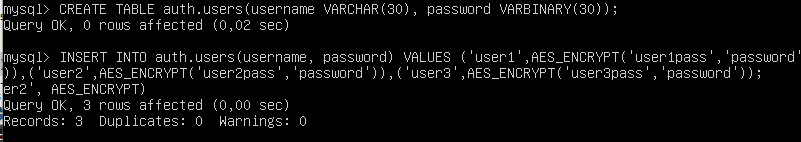 mysql> CREATE TABLE auth.users(username VARCHAR(30), password VARBINARY(30));
Query OK, 0 rows affected (0,02 sec)
mysql> INSERT INTO auth.users(username, password) VALUES ('user1',AES_ENCRYPT('user1pass','password'
)),('user2',AES_ENCRYPT('user2pass','password')),('user3',AES_ENCRYPT('user3pass','password'));
er2', AES_ENCRYPT)
Query OK, 3 rows affected (0,00 sec)
Records: 3  Duplicates: 0  Warnings: 0